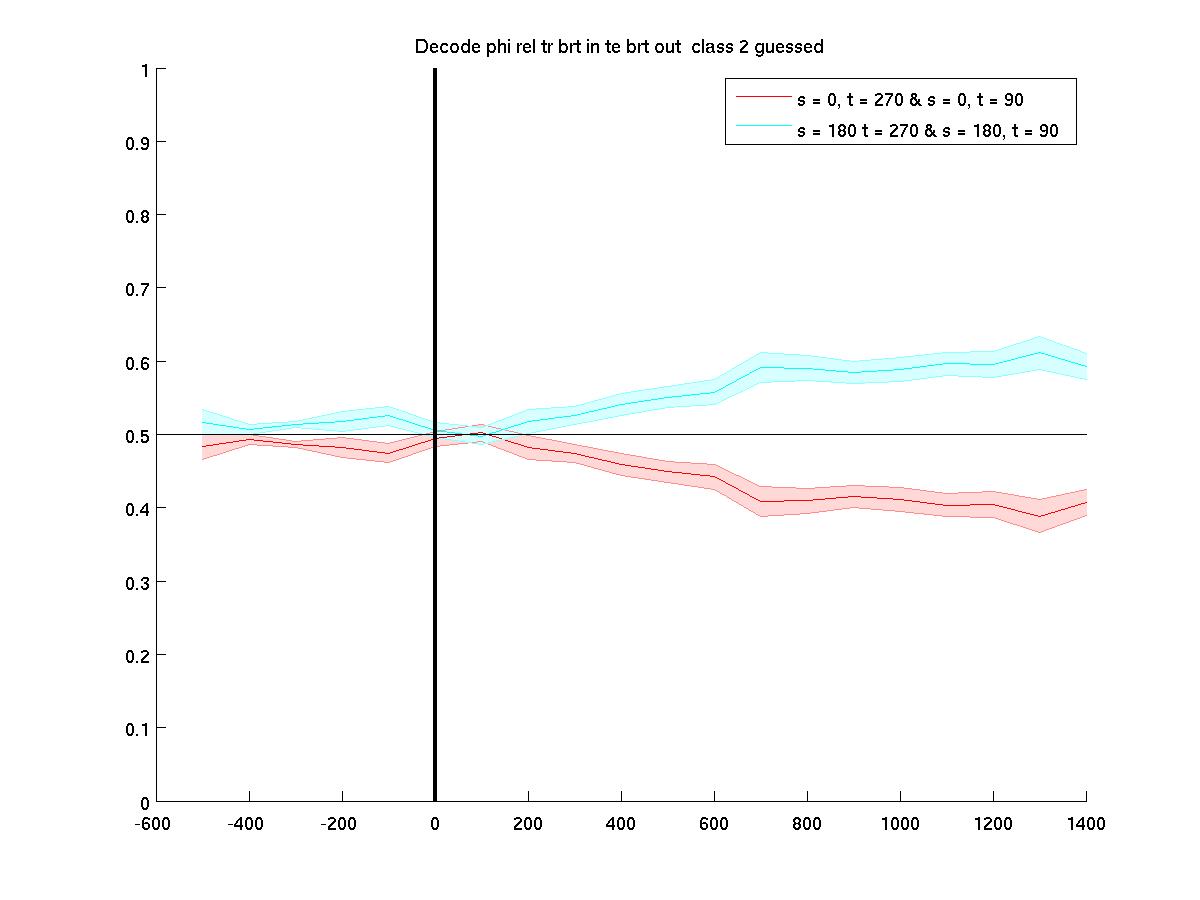 Decode phi rel tr brt in te brt out  class 2 guessed
s = 0, t = 270 & s = 0, t = 90
s = 180 t = 270 & s = 180, t = 90
1
0.9
0.8
0.7
0.6
0.5
0.4
0.3
0.2
0.1
0
-600 -400 -200 0 200 400 600 800 1000 1200 1400